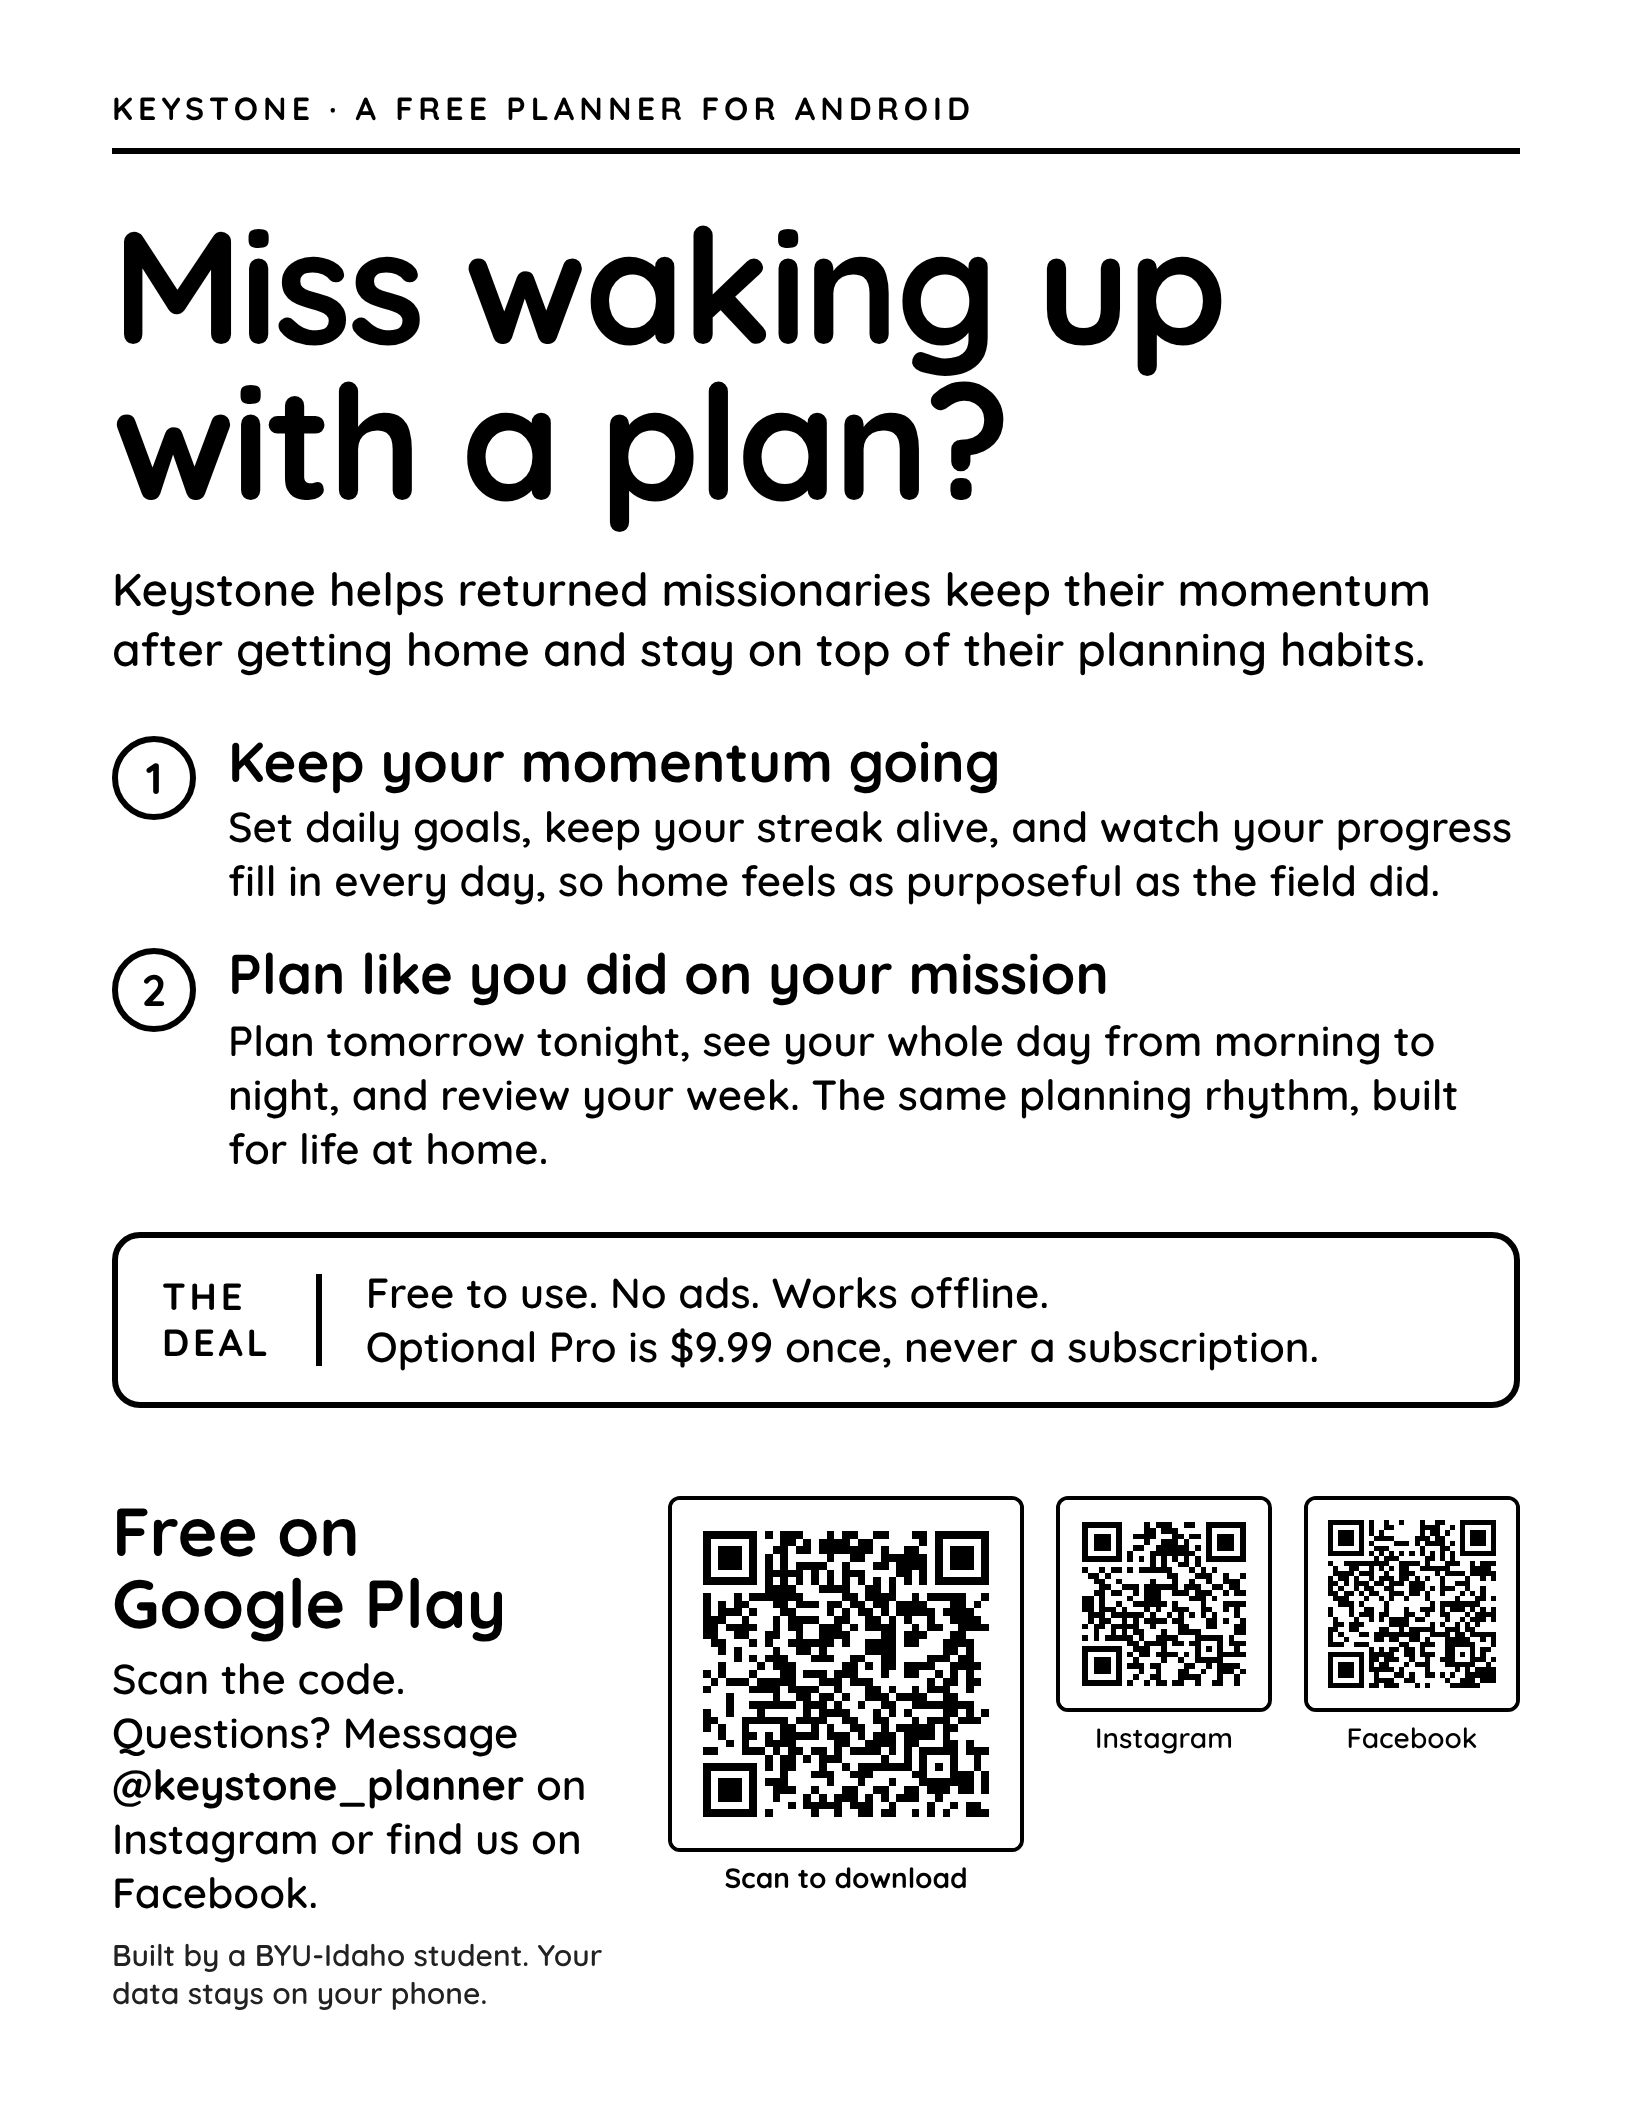 KEYSTONE · A FREE PLANNER FOR ANDROID
Miss waking up
with a plan?
Keystone helps returned missionaries keep their momentum
after getting home and stay on top of their planning habits.
1
Keep your momentum going
Set daily goals, keep your streak alive, and watch your progress
fill in every day, so home feels as purposeful as the field did.
2
Plan like you did on your mission
Plan tomorrow tonight, see your whole day from morning to
night, and review your week. The same planning rhythm, built
for life at home.
THE
DEAL
Free to use. No ads. Works offline.
Optional Pro is $9.99 once, never a subscription.
Free on
Google Play
Scan the code.
Questions? Message
@keystone_planner on
Instagram or find us on
Facebook.
Built by a BYU-Idaho student. Your
data stays on your phone.
Scan to download
Instagram
Facebook